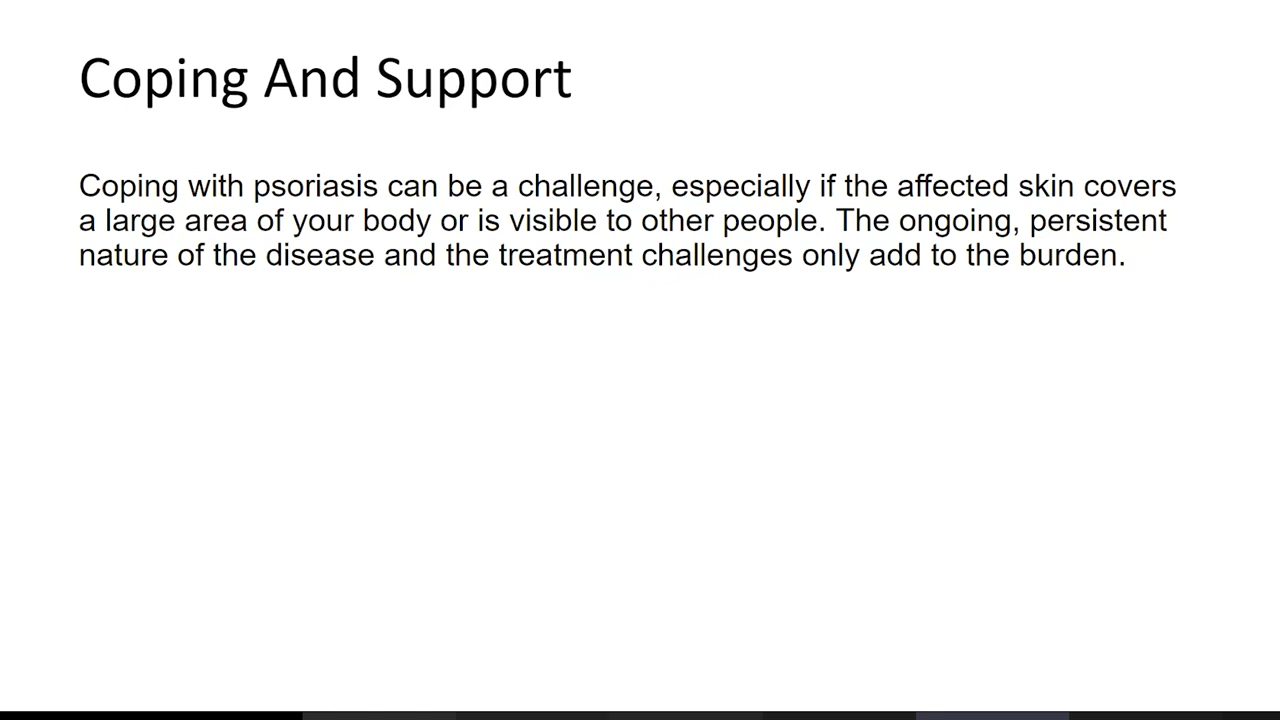 Coping And Support
Coping with psoriasis can be a challenge, especially if the affected skin covers
a large area of your body or is visible to other people. The ongoing, persistent
nature of the disease and the treatment challenges only add to the burden.